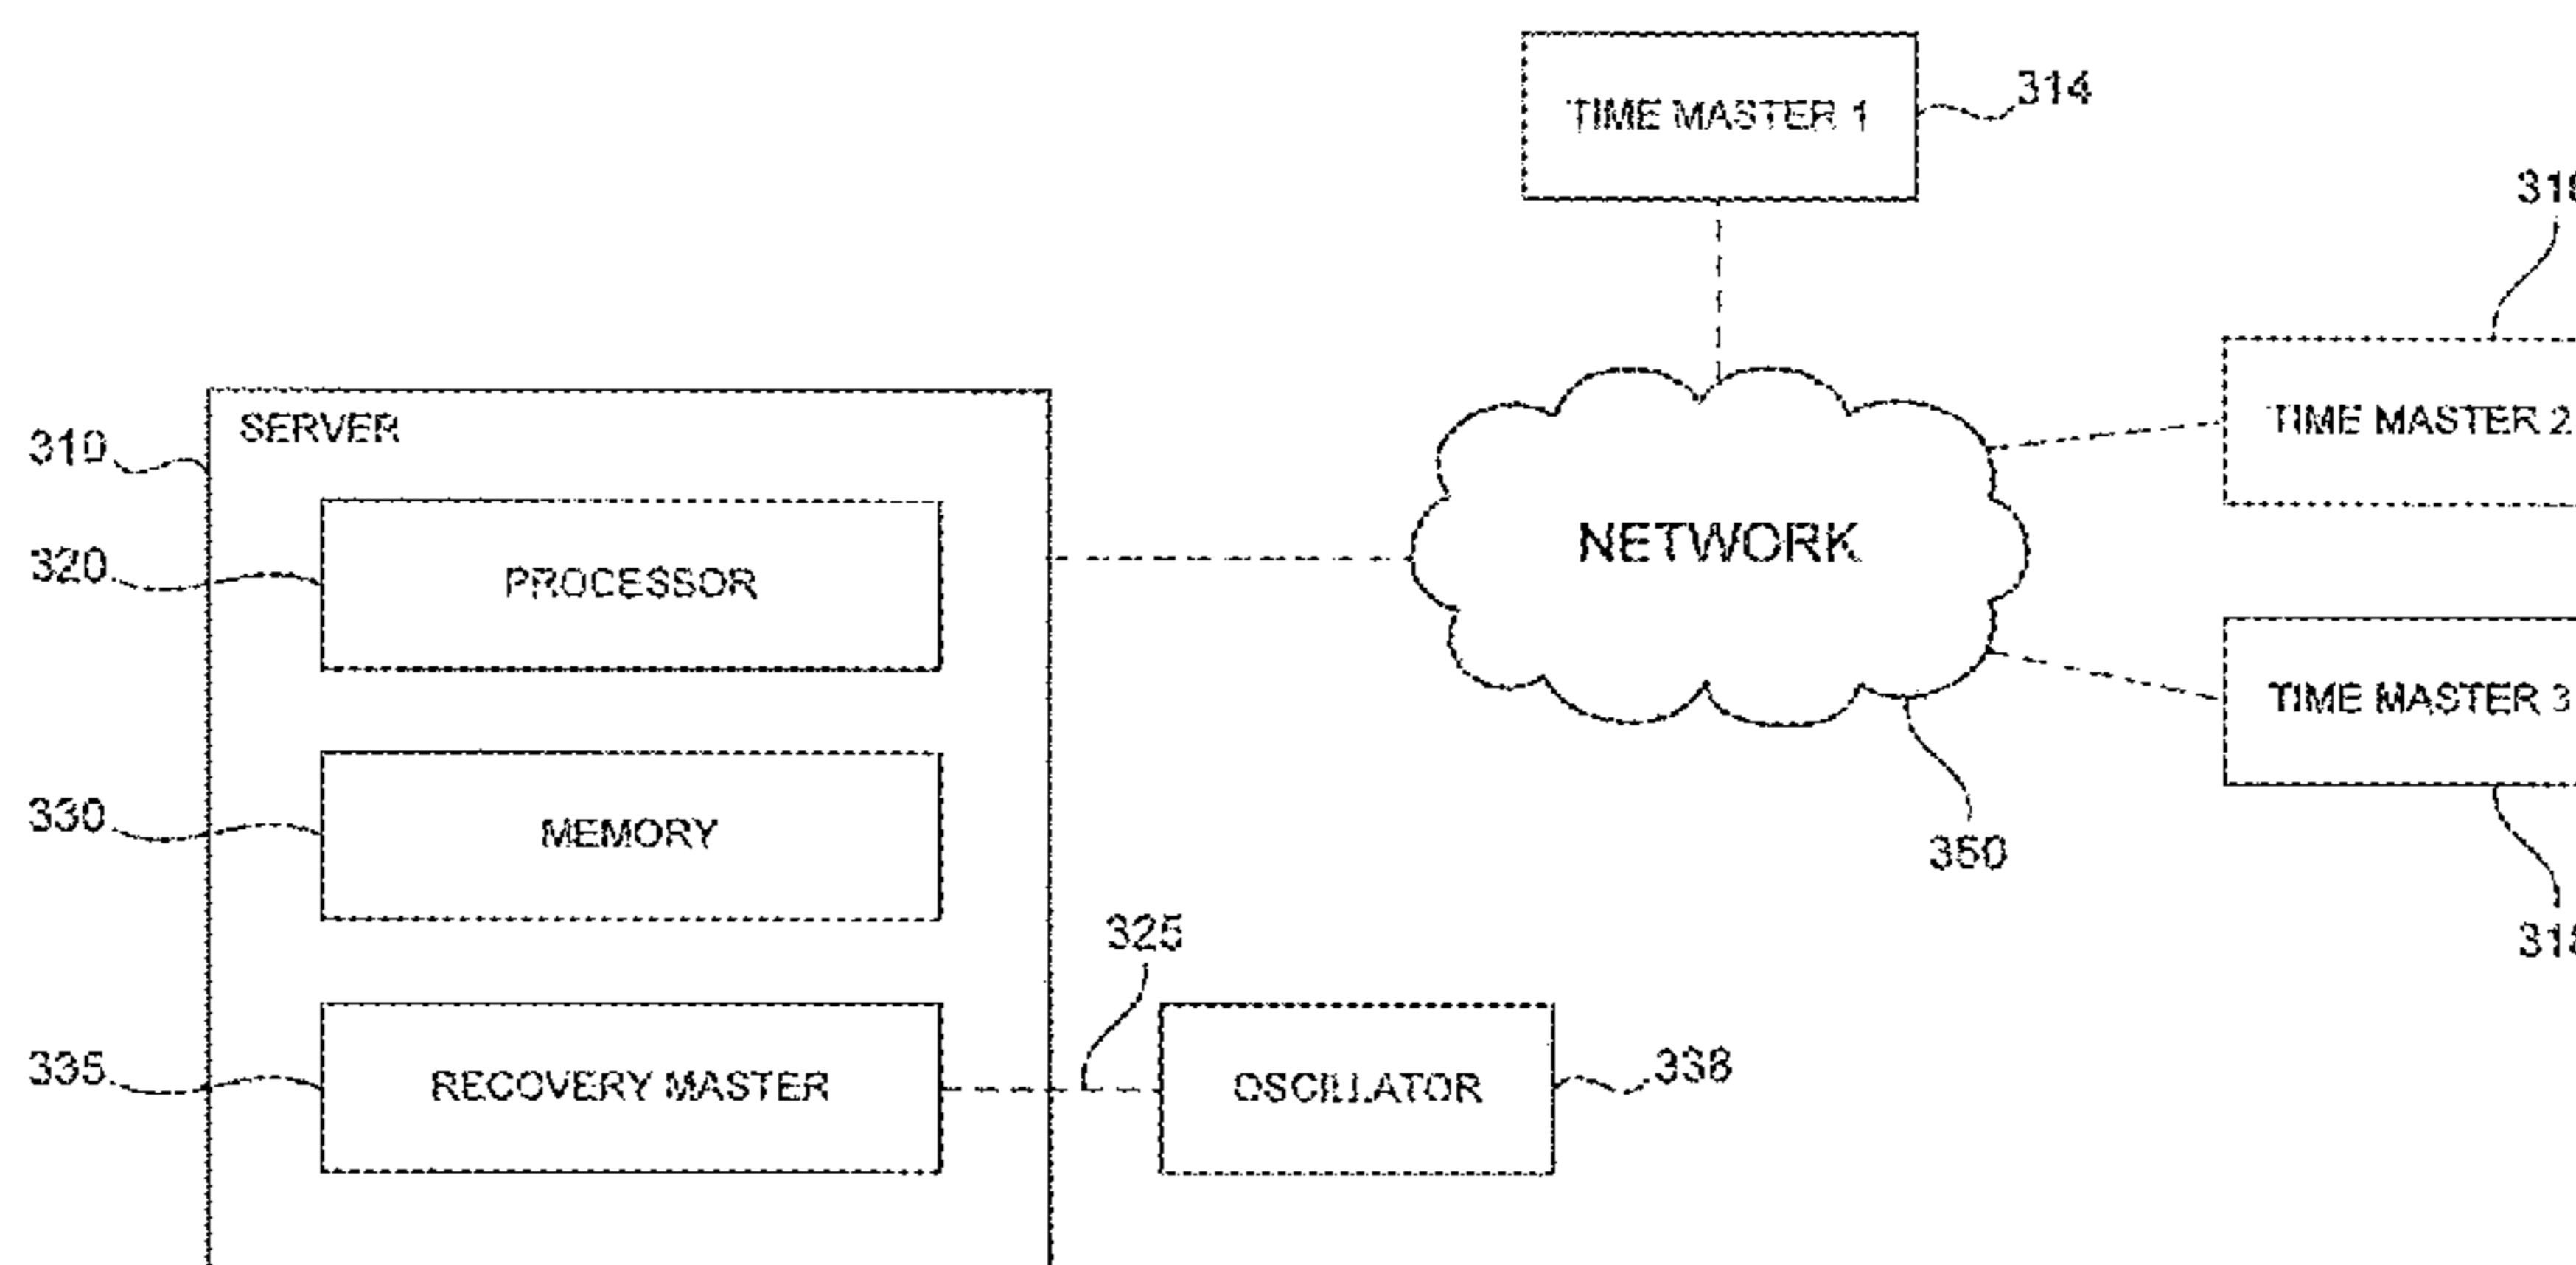 TIME MASTER 1
314
SERVER
310
TIME MASTER 2
PROCESSOR
320
NETWORK
TIME MASTER 3
MEMORY
330
350
325
RECOVERY MASTER
335
OSCILLATOR
338